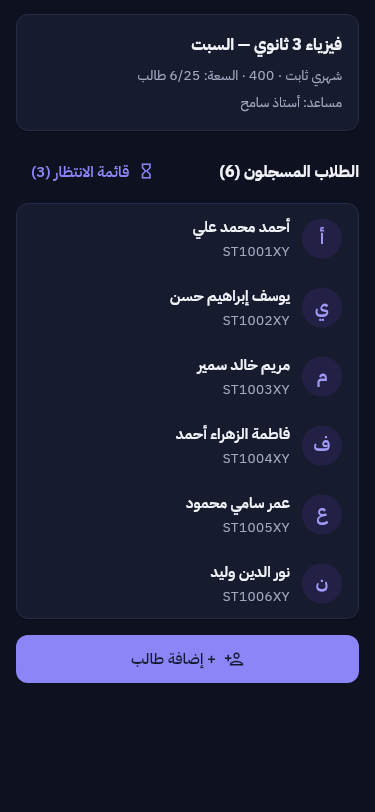 فيزياء 3 ثانوي — السبت
شهري ثابت · 400 · السعة: 6/25 طالب
مساعد: أستاذ سامح
الطلاب المسجلون (6)
قائمة الانتظار (3)
أ
أحمد محمد علي
ST1001XY
ي
يوسف إبراهيم حسن
ST1002XY
م
مريم خالد سمير
ST1003XY
ف
فاطمة الزهراء أحمد
ST1004XY
ع
عمر سامي محمود
ST1005XY
ن
نور الدين وليد
ST1006XY
+ إضافة طالب